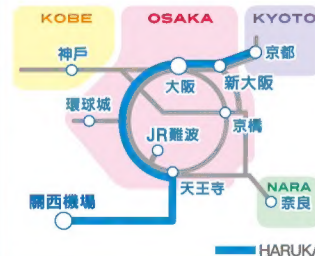 KOBE
OSAKA
KYOTO
神戶
京都
大阪
新大阪
環球城
京橋
JR難波
天王寺
NARA
奈良
關西機場
HARUKA